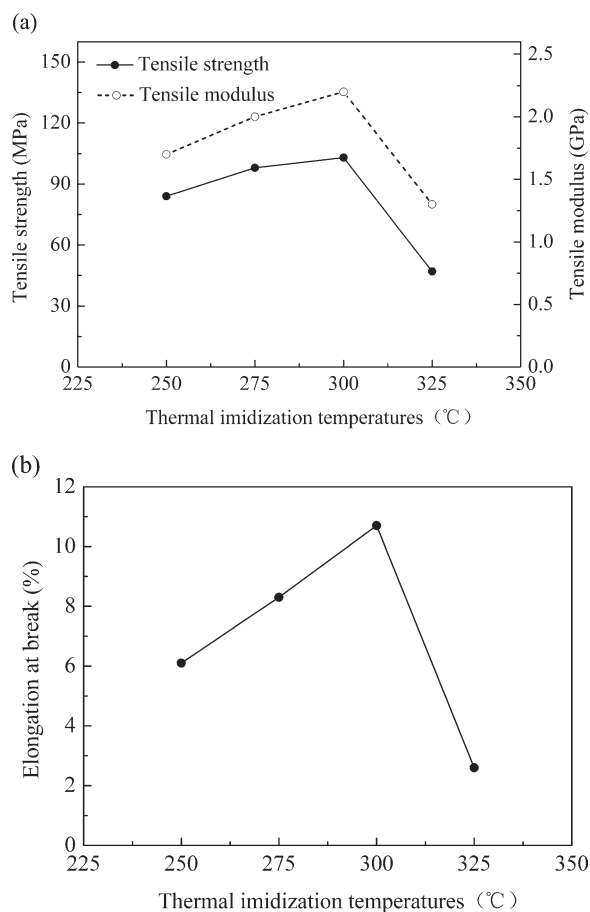 (a)
150
120
90
60
30
0
Tensile strength (MPa)
Tensile strength
Tensile modulus
2.5
2.0
1.5
1.0
0.5
0.0
Tensile modulus (GPa)
225 250 275 300 325 350
Thermal imidization temperatures（℃）
(b)
12
10
8
6
4
2
0
Elongation at break (%)
225 250 275 300 325 350
Thermal imidization temperatures（℃）